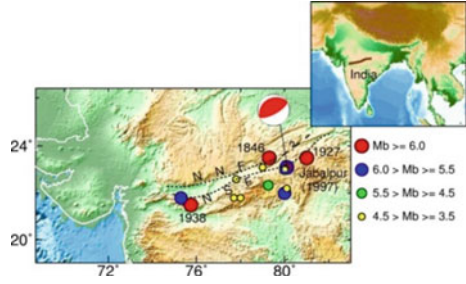 India
24°
20°
72°
76°
80°
1846
1927
Jabalpur
(1997)
1938
N N F
N S F
Mb >= 6.0
6.0 > Mb >= 5.5
5.5 > Mb >= 4.5
4.5 > Mb >= 3.5